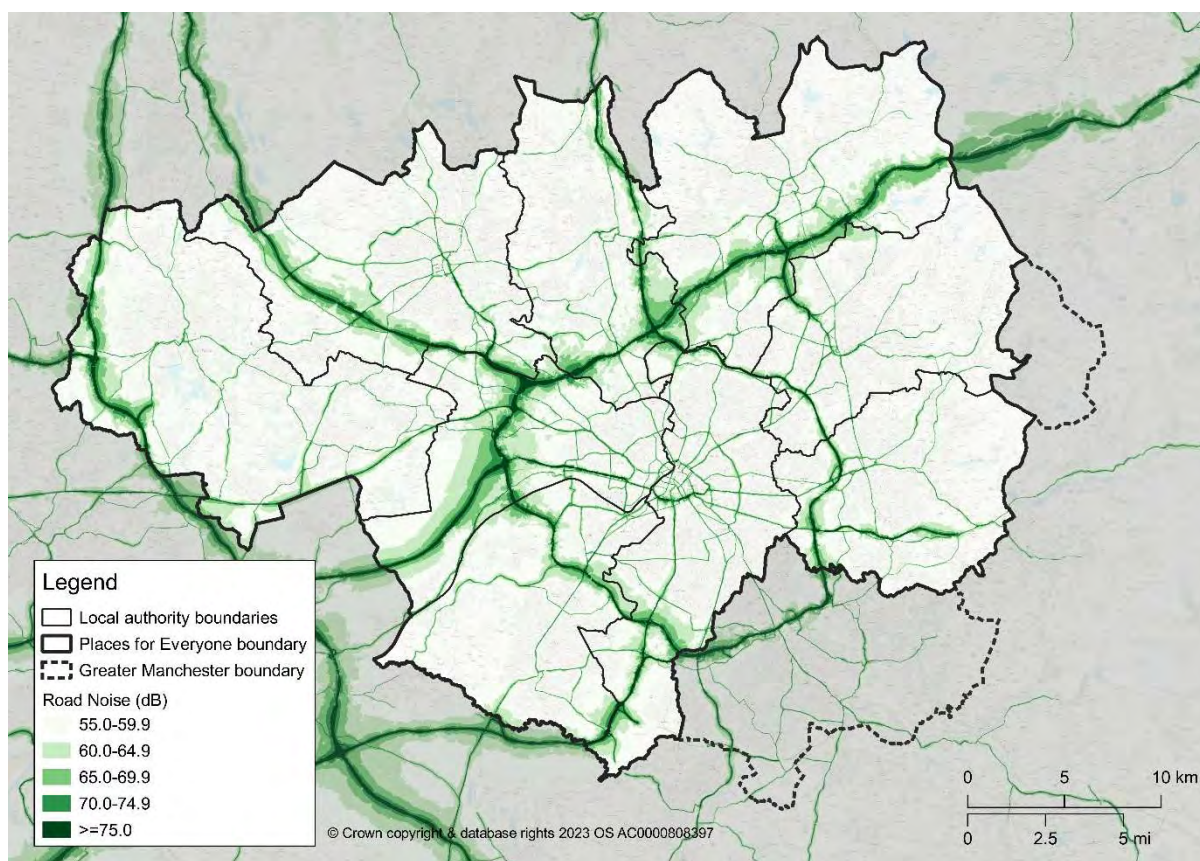 Legend
Local authority boundaries
Places for Everyone boundary
Greater Manchester boundary
Road Noise (dB)
55.0-59.9
60.0-64.9
65.0-69.9
70.0-74.9
>=75.0
© Crown copyright & database rights 2023 OS AC0000808397
0 5 10 km
0 2.5 5 mi